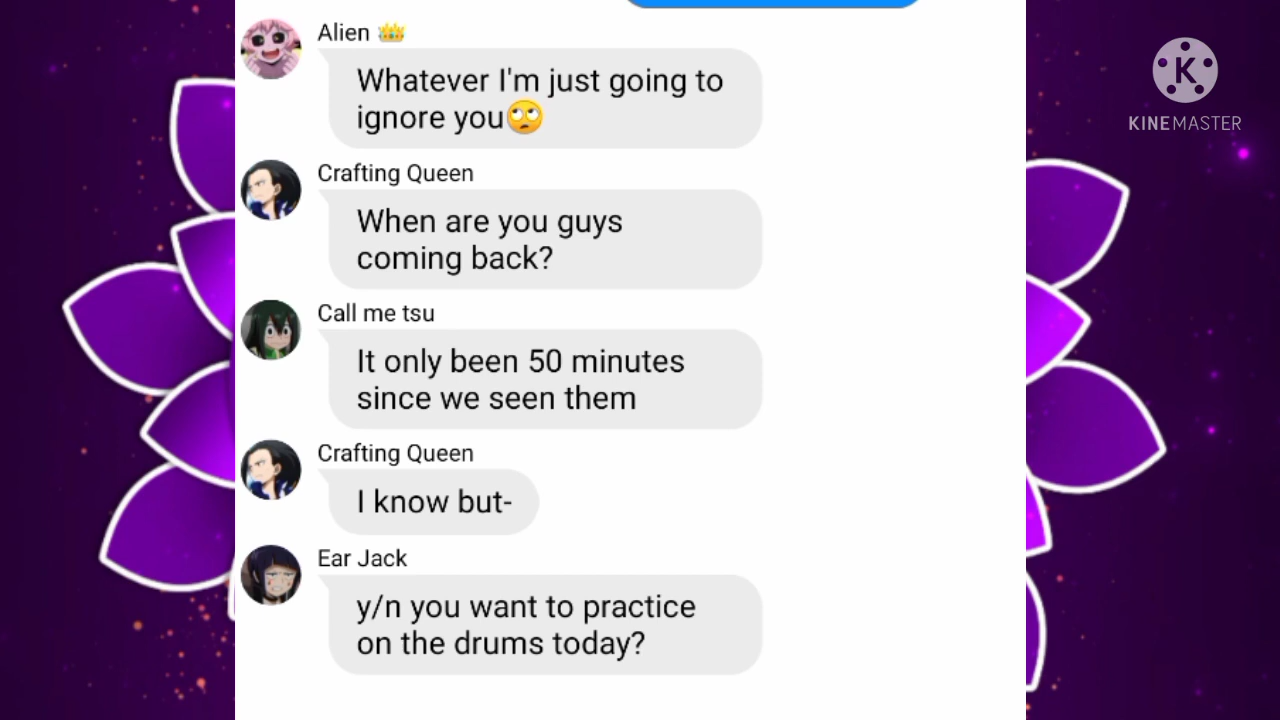 Alien 👑
Whatever I'm just going to
ignore you🙄
Crafting Queen
When are you guys
coming back?
Call me tsu
It only been 50 minutes
since we seen them
Crafting Queen
I know but-
Ear Jack
y/n you want to practice
on the drums today?
K
KINEMASTER